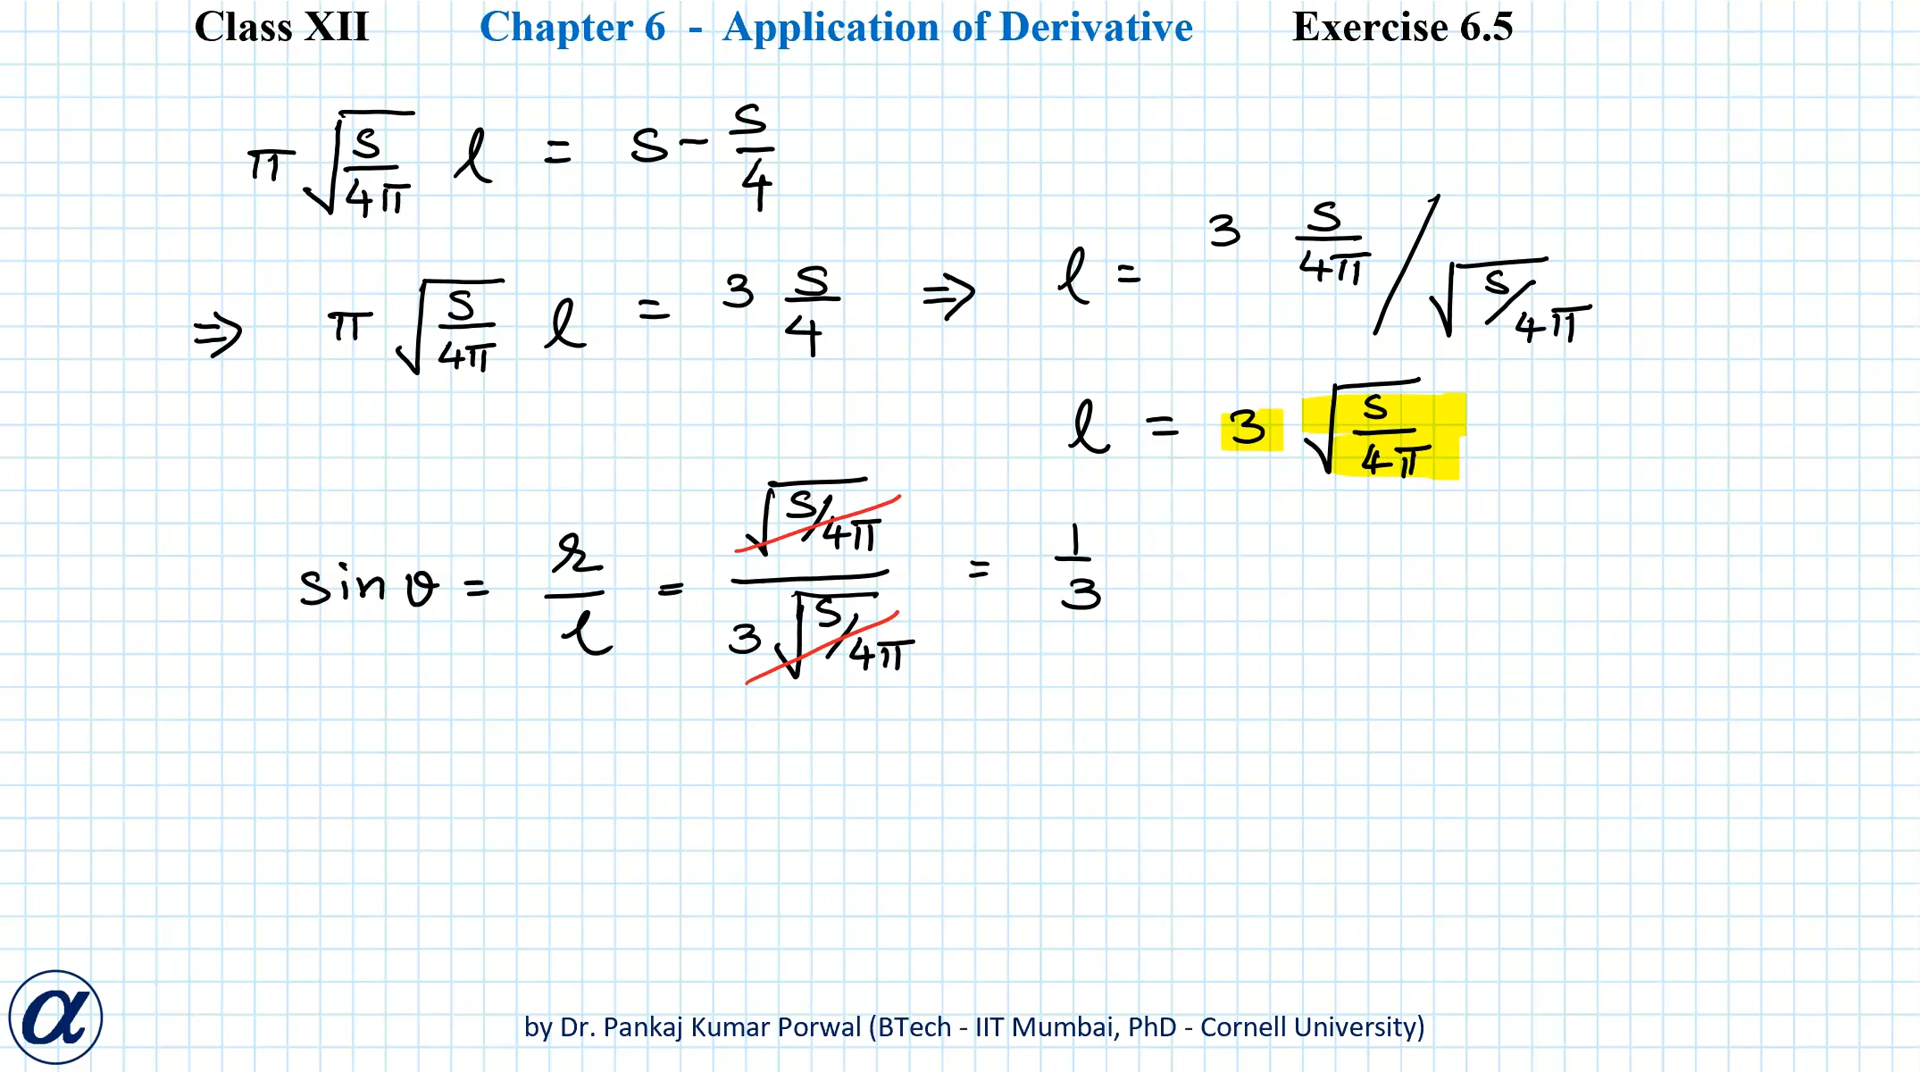 Class XII Chapter 6 - Application of Derivative Exercise 6.5
π √(s/4π) l = s - s/4
⇒ π √(s/4π) l = 3 s/4 ⇒ l = 3 s/4π / √(s/4π)
l = 3 √(s/4π)
sin θ = r/l = √(s/4π) / 3√(s/4π) = 1/3
α
by Dr. Pankaj Kumar Porwal (BTech - IIT Mumbai, PhD - Cornell University)